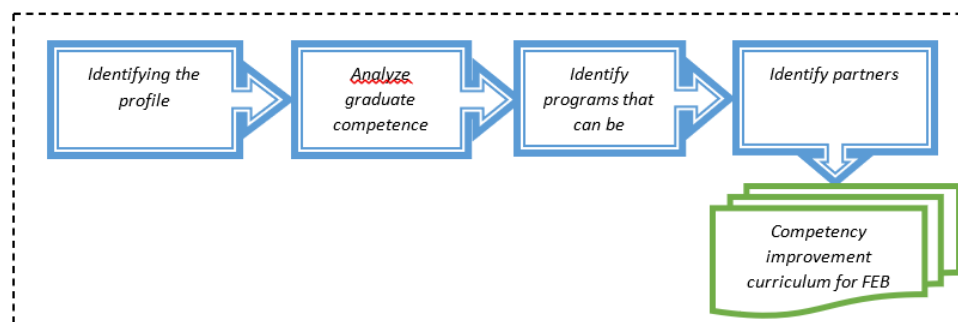 Identifying the
profile
Analyze
graduate
competence
Identify
programs that
can be
Identify partners
Competency
improvement
curriculum for FEB